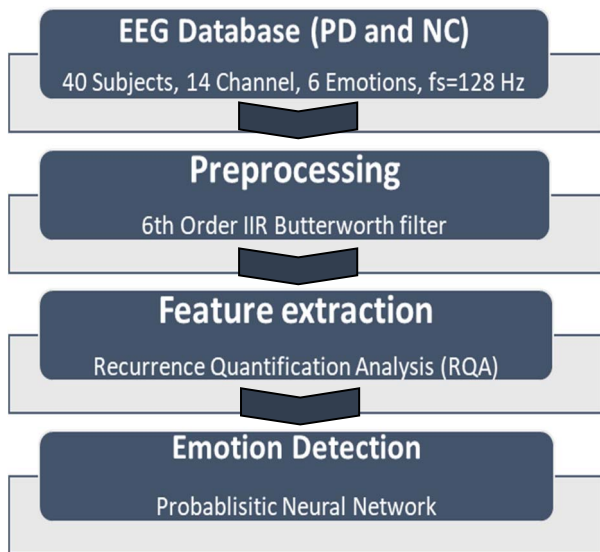 EEG Database (PD and NC)
40 Subjects, 14 Channel, 6 Emotions, fs=128 Hz
Preprocessing
6th Order IIR Butterworth filter
Feature extraction
Recurrence Quantification Analysis (RQA)
Emotion Detection
Probablisitic Neural Network